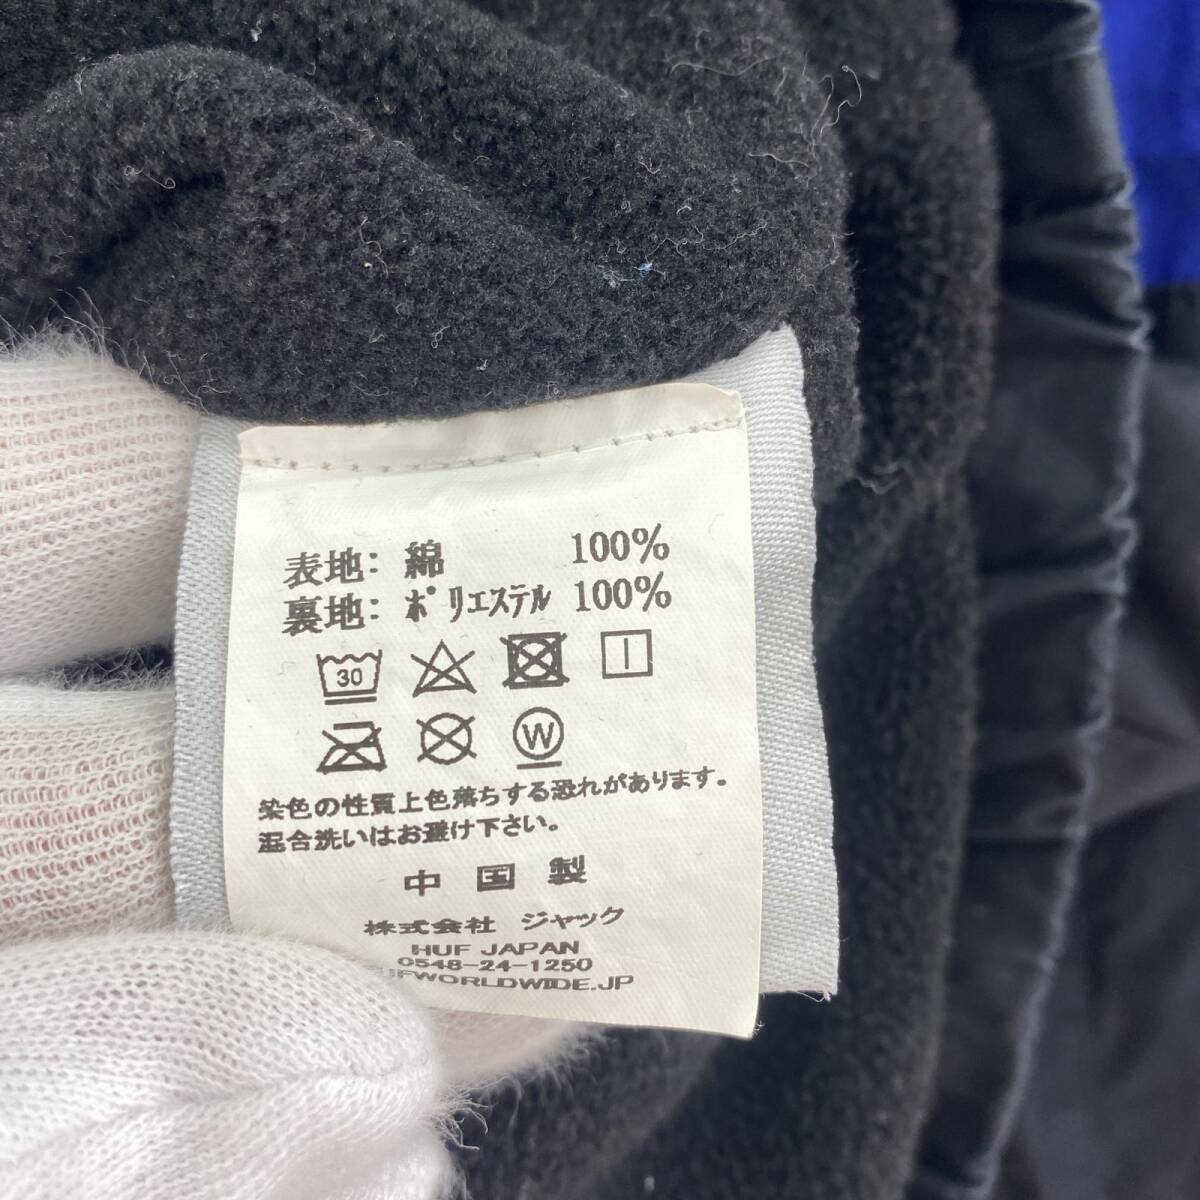 表地: 綿 100%
裏地: ポリエステル 100%
30
W
染色の性質上色落ちする恐れがあります。
混合洗いはお避け下さい。
中国製
株式会社 ジャック
HUF JAPAN
0548-24-1250
UFWORLDWIDE.JP